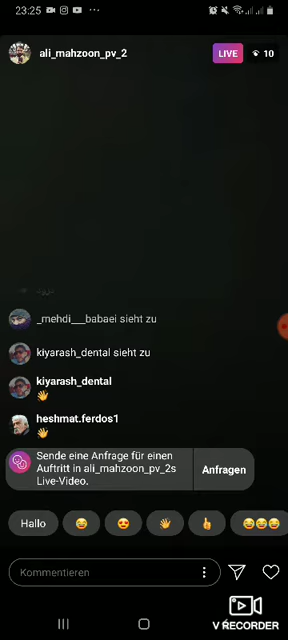 23:25
ali_mahzoon_pv_2
LIVE
10
_mehdi___babaei sieht zu
kiyarash_dental sieht zu
kiyarash_dental
👋
heshmat.ferdos1
👋
Sende eine Anfrage für einen
Auftritt in ali_mahzoon_pv_2s
Live-Video.
Anfragen
Hallo 😂 😍 👋 👆 😂😂😂
Kommentieren
V RECORDER